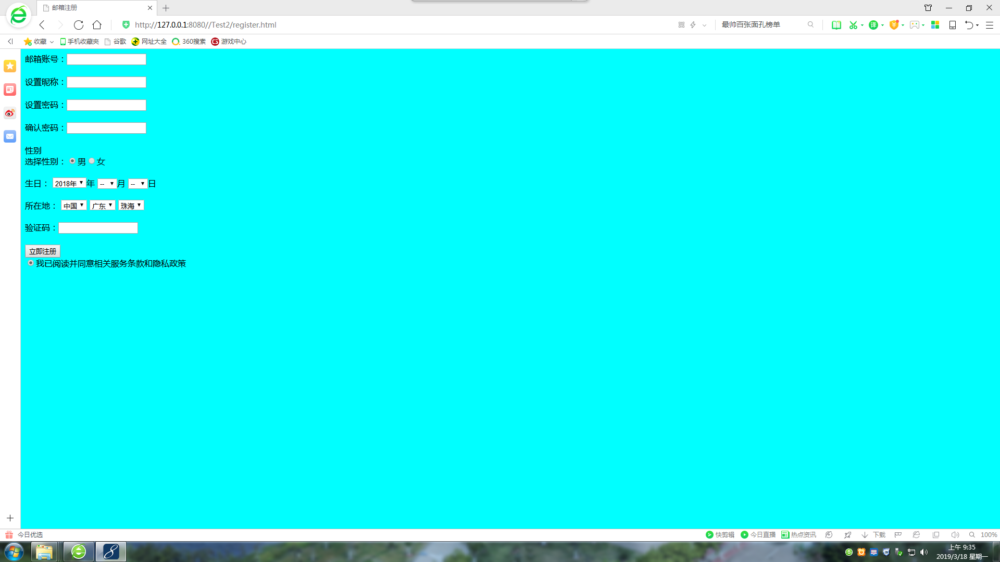 邮箱注册
http://127.0.0.1:8080//Test2/register.html
最帅百张面孔榜单
收藏 手机收藏夹 谷歌 网址大全 360搜索 游戏中心
邮箱账号：
设置昵称：
设置密码：
确认密码：
性别
选择性别： 男 女
生日： 2018年 年 -- 月 -- 日
所在地： 中国 广东 珠海
验证码：
立即注册
我已阅读并同意相关服务条款和隐私政策
今日优选 快剪辑 今日直播 热点资讯 下载 100%
上午 9:35
2019/3/18 星期一